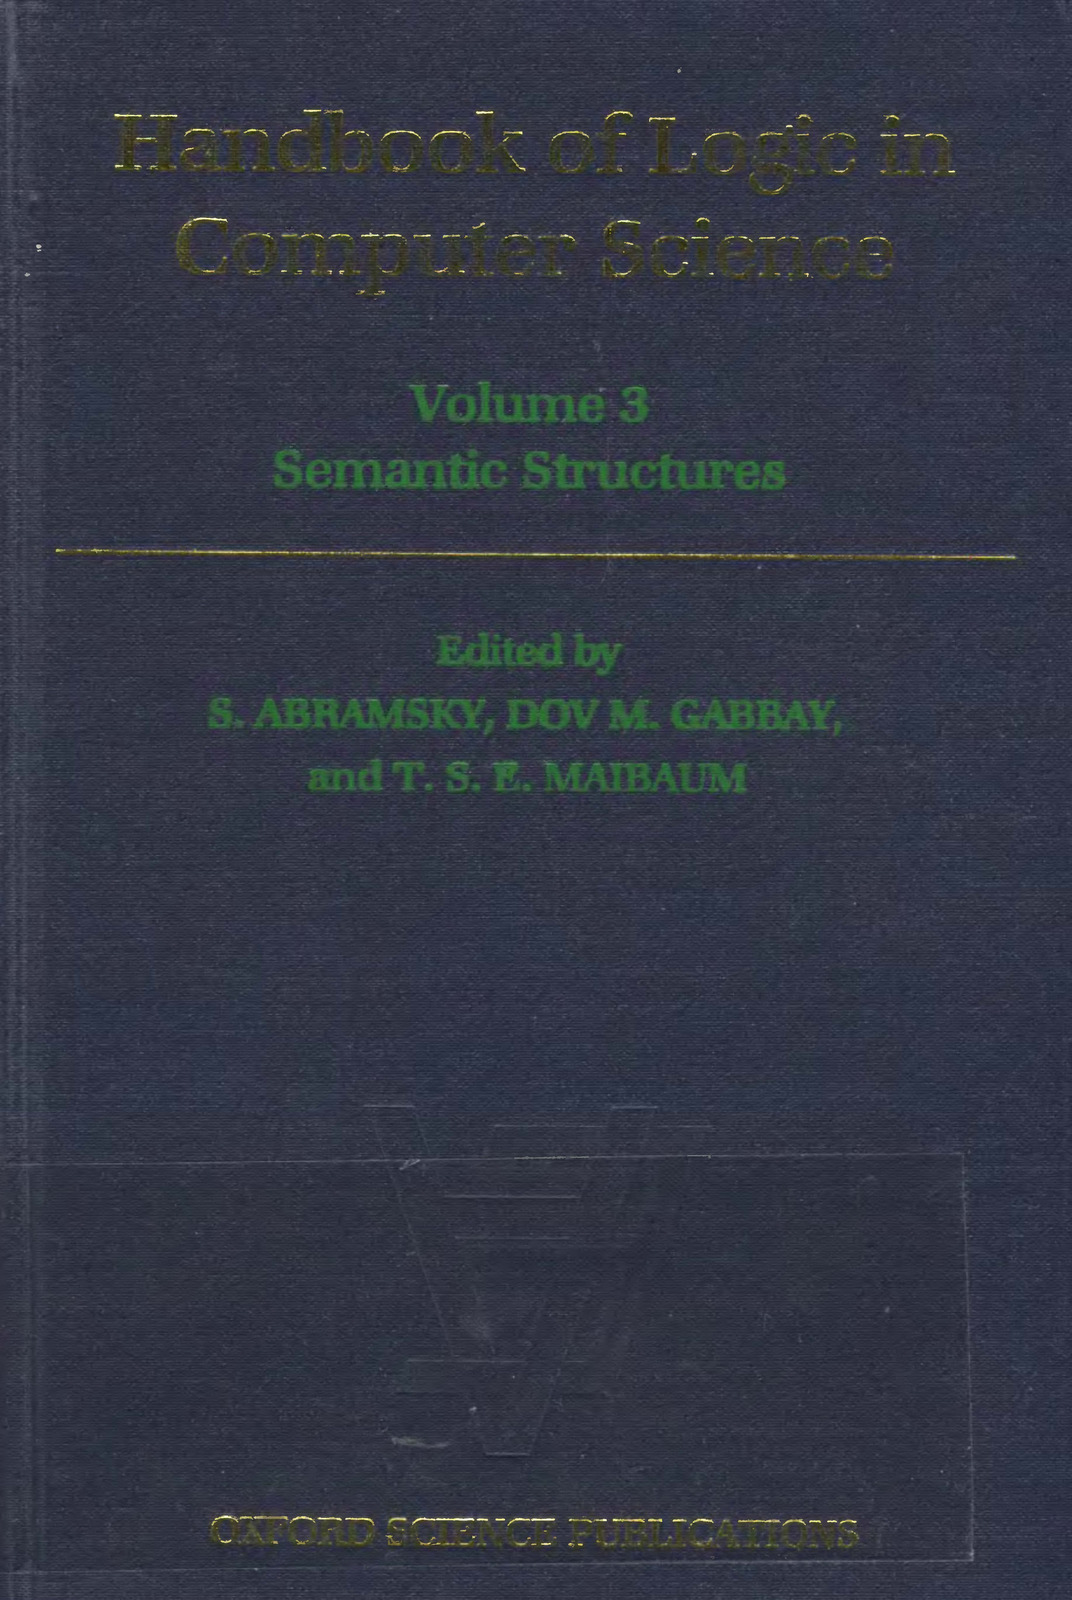 Handbook of Logic in
Computer Science
Volume 3
Semantic Structures
Edited by
S. ABRAMSKY, DOV M. GABBAY,
and T. S. E. MAIBAUM
OXFORD SCIENCE PUBLICATIONS